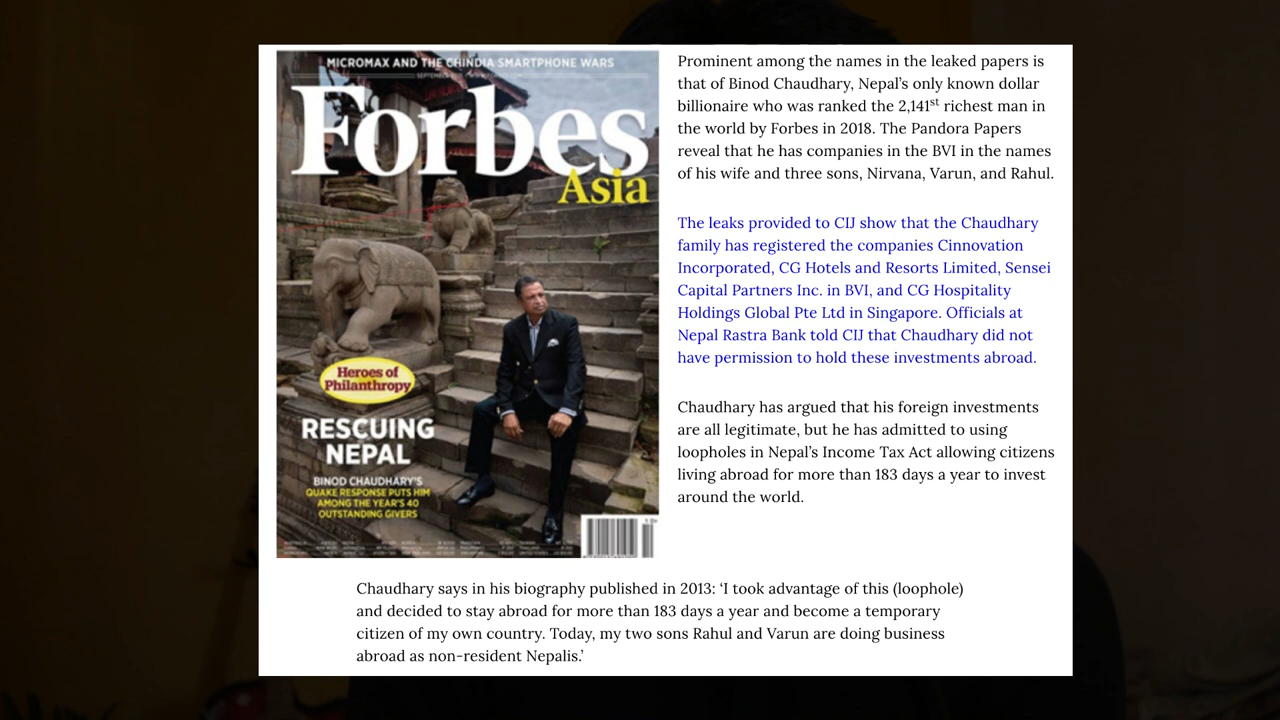 MICROMAX AND THE CHINDIA SMARTPHONE WARS
Forbes
Asia
Heroes of
Philanthropy
RESCUING
NEPAL
BINOD CHAUDHARY'S
QUAKE RESPONSE PUTS HIM
AMONG THE YEAR'S 40
OUTSTANDING GIVERS
Prominent among the names in the leaked papers is
that of Binod Chaudhary, Nepal’s only known dollar
billionaire who was ranked the 2,141st richest man in
the world by Forbes in 2018. The Pandora Papers
reveal that he has companies in the BVI in the names
of his wife and three sons, Nirvana, Varun, and Rahul.
The leaks provided to CIJ show that the Chaudhary
family has registered the companies Cinnovation
Incorporated, CG Hotels and Resorts Limited, Sensei
Capital Partners Inc. in BVI, and CG Hospitality
Holdings Global Pte Ltd in Singapore. Officials at
Nepal Rastra Bank told CIJ that Chaudhary did not
have permission to hold these investments abroad.
Chaudhary has argued that his foreign investments
are all legitimate, but he has admitted to using
loopholes in Nepal’s Income Tax Act allowing citizens
living abroad for more than 183 days a year to invest
around the world.
Chaudhary says in his biography published in 2013: ‘I took advantage of this (loophole)
and decided to stay abroad for more than 183 days a year and become a temporary
citizen of my own country. Today, my two sons Rahul and Varun are doing business
abroad as non-resident Nepalis.’